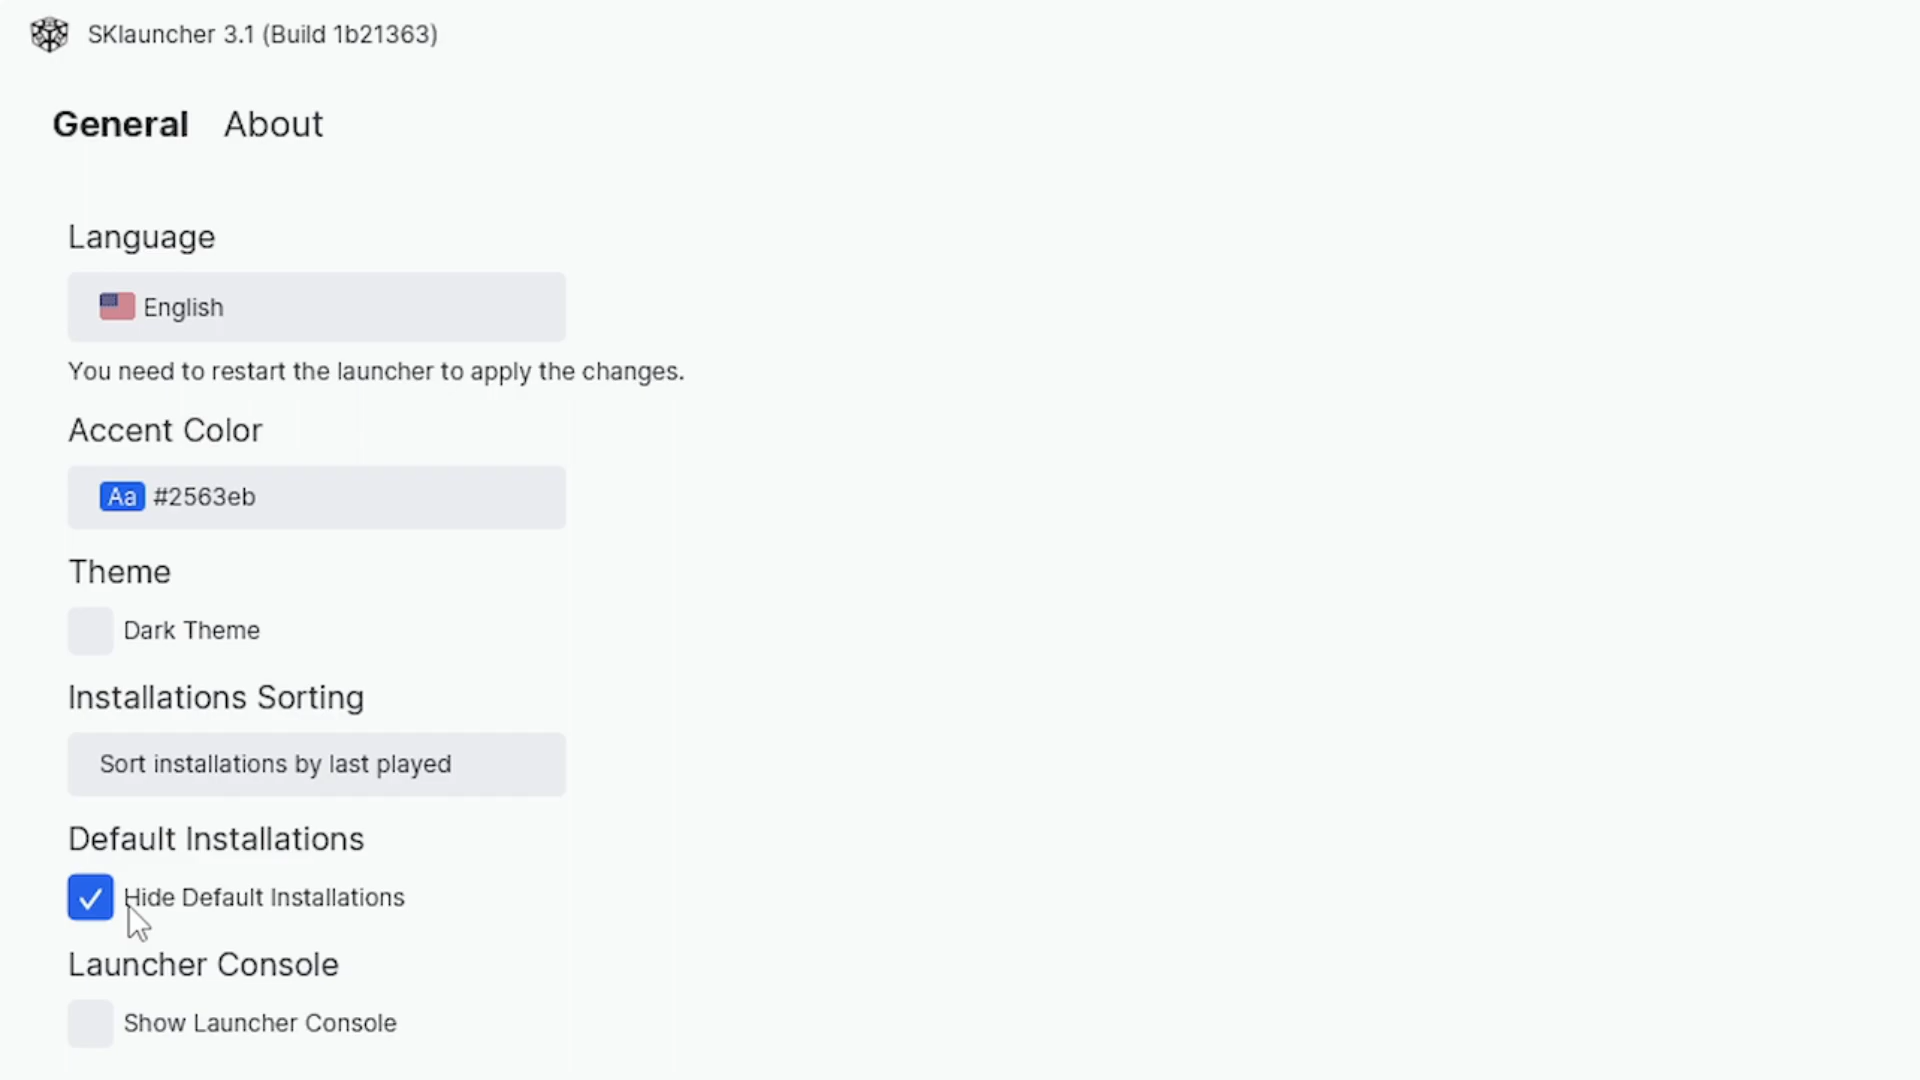 SKlauncher 3.1 (Build 1b21363)
General About
Language
English
You need to restart the launcher to apply the changes.
Accent Color
Aa #2563eb
Theme
Dark Theme
Installations Sorting
Sort installations by last played
Default Installations
Hide Default Installations
Launcher Console
Show Launcher Console